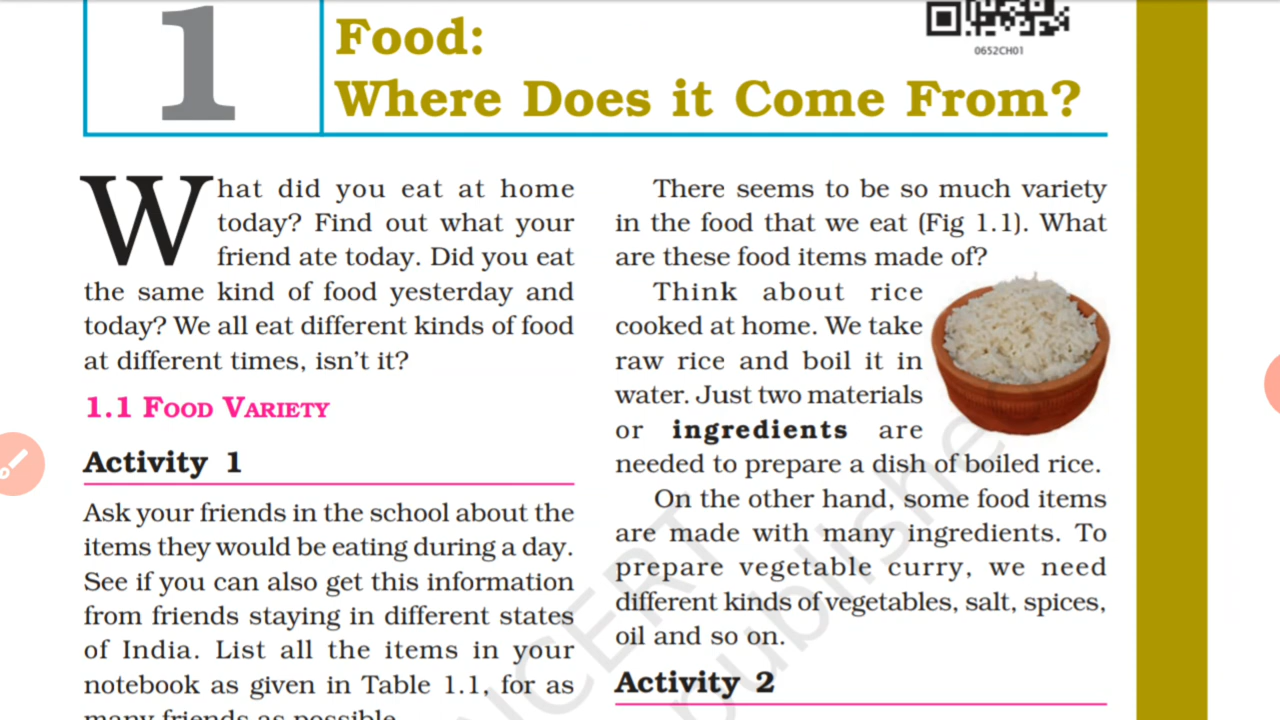 1
Food:
Where Does it Come From?
0652CH01
What did you eat at home
today? Find out what your
friend ate today. Did you eat
the same kind of food yesterday and
today? We all eat different kinds of food
at different times, isn’t it?
1.1 FOOD VARIETY
Activity 1
Ask your friends in the school about the
items they would be eating during a day.
See if you can also get this information
from friends staying in different states
of India. List all the items in your
notebook as given in Table 1.1, for as
many friends as possible.
There seems to be so much variety
in the food that we eat (Fig 1.1). What
are these food items made of?
Think about rice
cooked at home. We take
raw rice and boil it in
water. Just two materials
or ingredients are
needed to prepare a dish of boiled rice.
On the other hand, some food items
are made with many ingredients. To
prepare vegetable curry, we need
different kinds of vegetables, salt, spices,
oil and so on.
Activity 2
NCERT